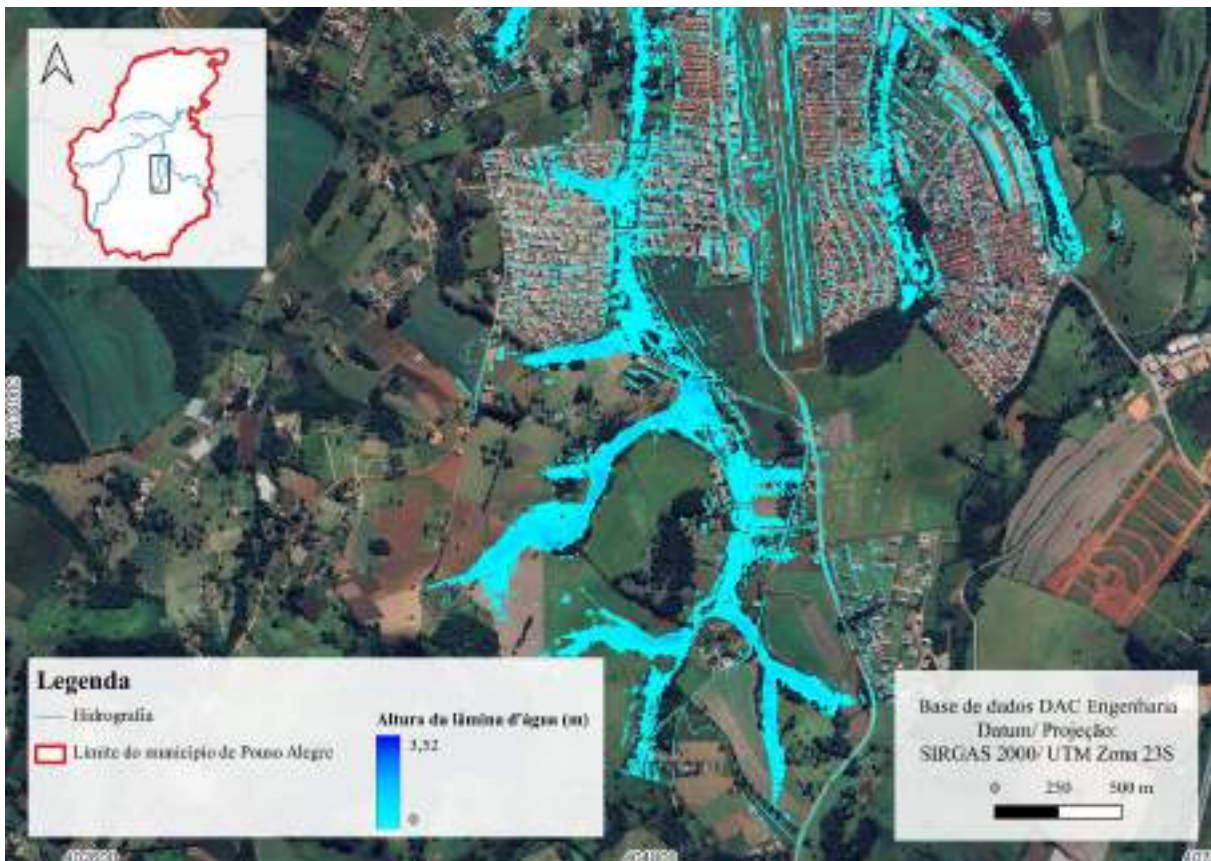 Legenda
Hidrografia
Limite do município de Pouso Alegre
Altura da lâmina d'água (m)
3,52
0
Base de dados DAC Engenharia
Datum/ Projeção:
SIRGAS 2000/ UTM Zona 23S
0 250 500 m